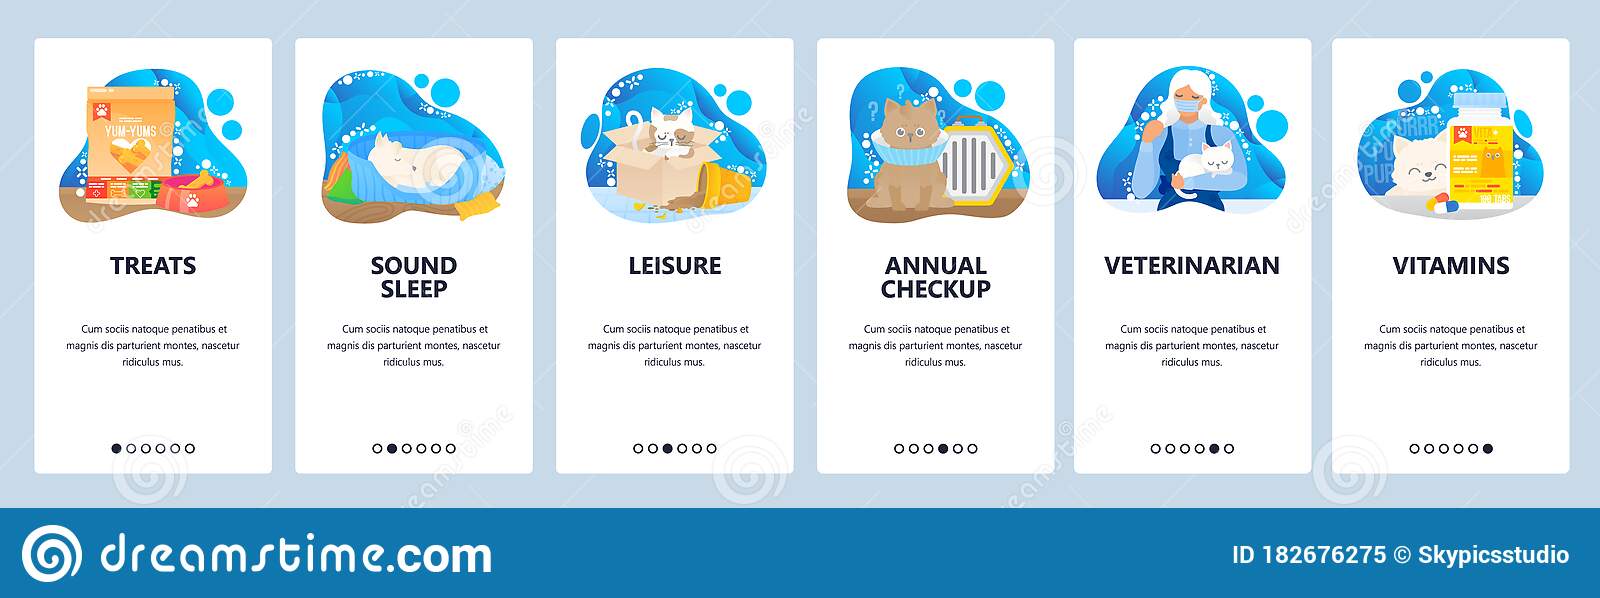 YUM-YUMS
TREATS
Cum sociis natoque penatibus et
magnis dis parturient montes, nascetur
ridiculus mus.
SOUND
SLEEP
Cum sociis natoque penatibus et
magnis dis parturient montes, nascetur
ridiculus mus.
LEISURE
Cum sociis natoque penatibus et
magnis dis parturient montes, nascetur
ridiculus mus.
? ? ?
ANNUAL
CHECKUP
Cum sociis natoque penatibus et
magnis dis parturient montes, nascetur
ridiculus mus.
VETERINARIAN
Cum sociis natoque penatibus et
magnis dis parturient montes, nascetur
ridiculus mus.
PURRR
180 TABS
VITAMINS
Cum sociis natoque penatibus et
magnis dis parturient montes, nascetur
ridiculus mus.
dreamstime.com
ID 182676275 © Skypicsstudio